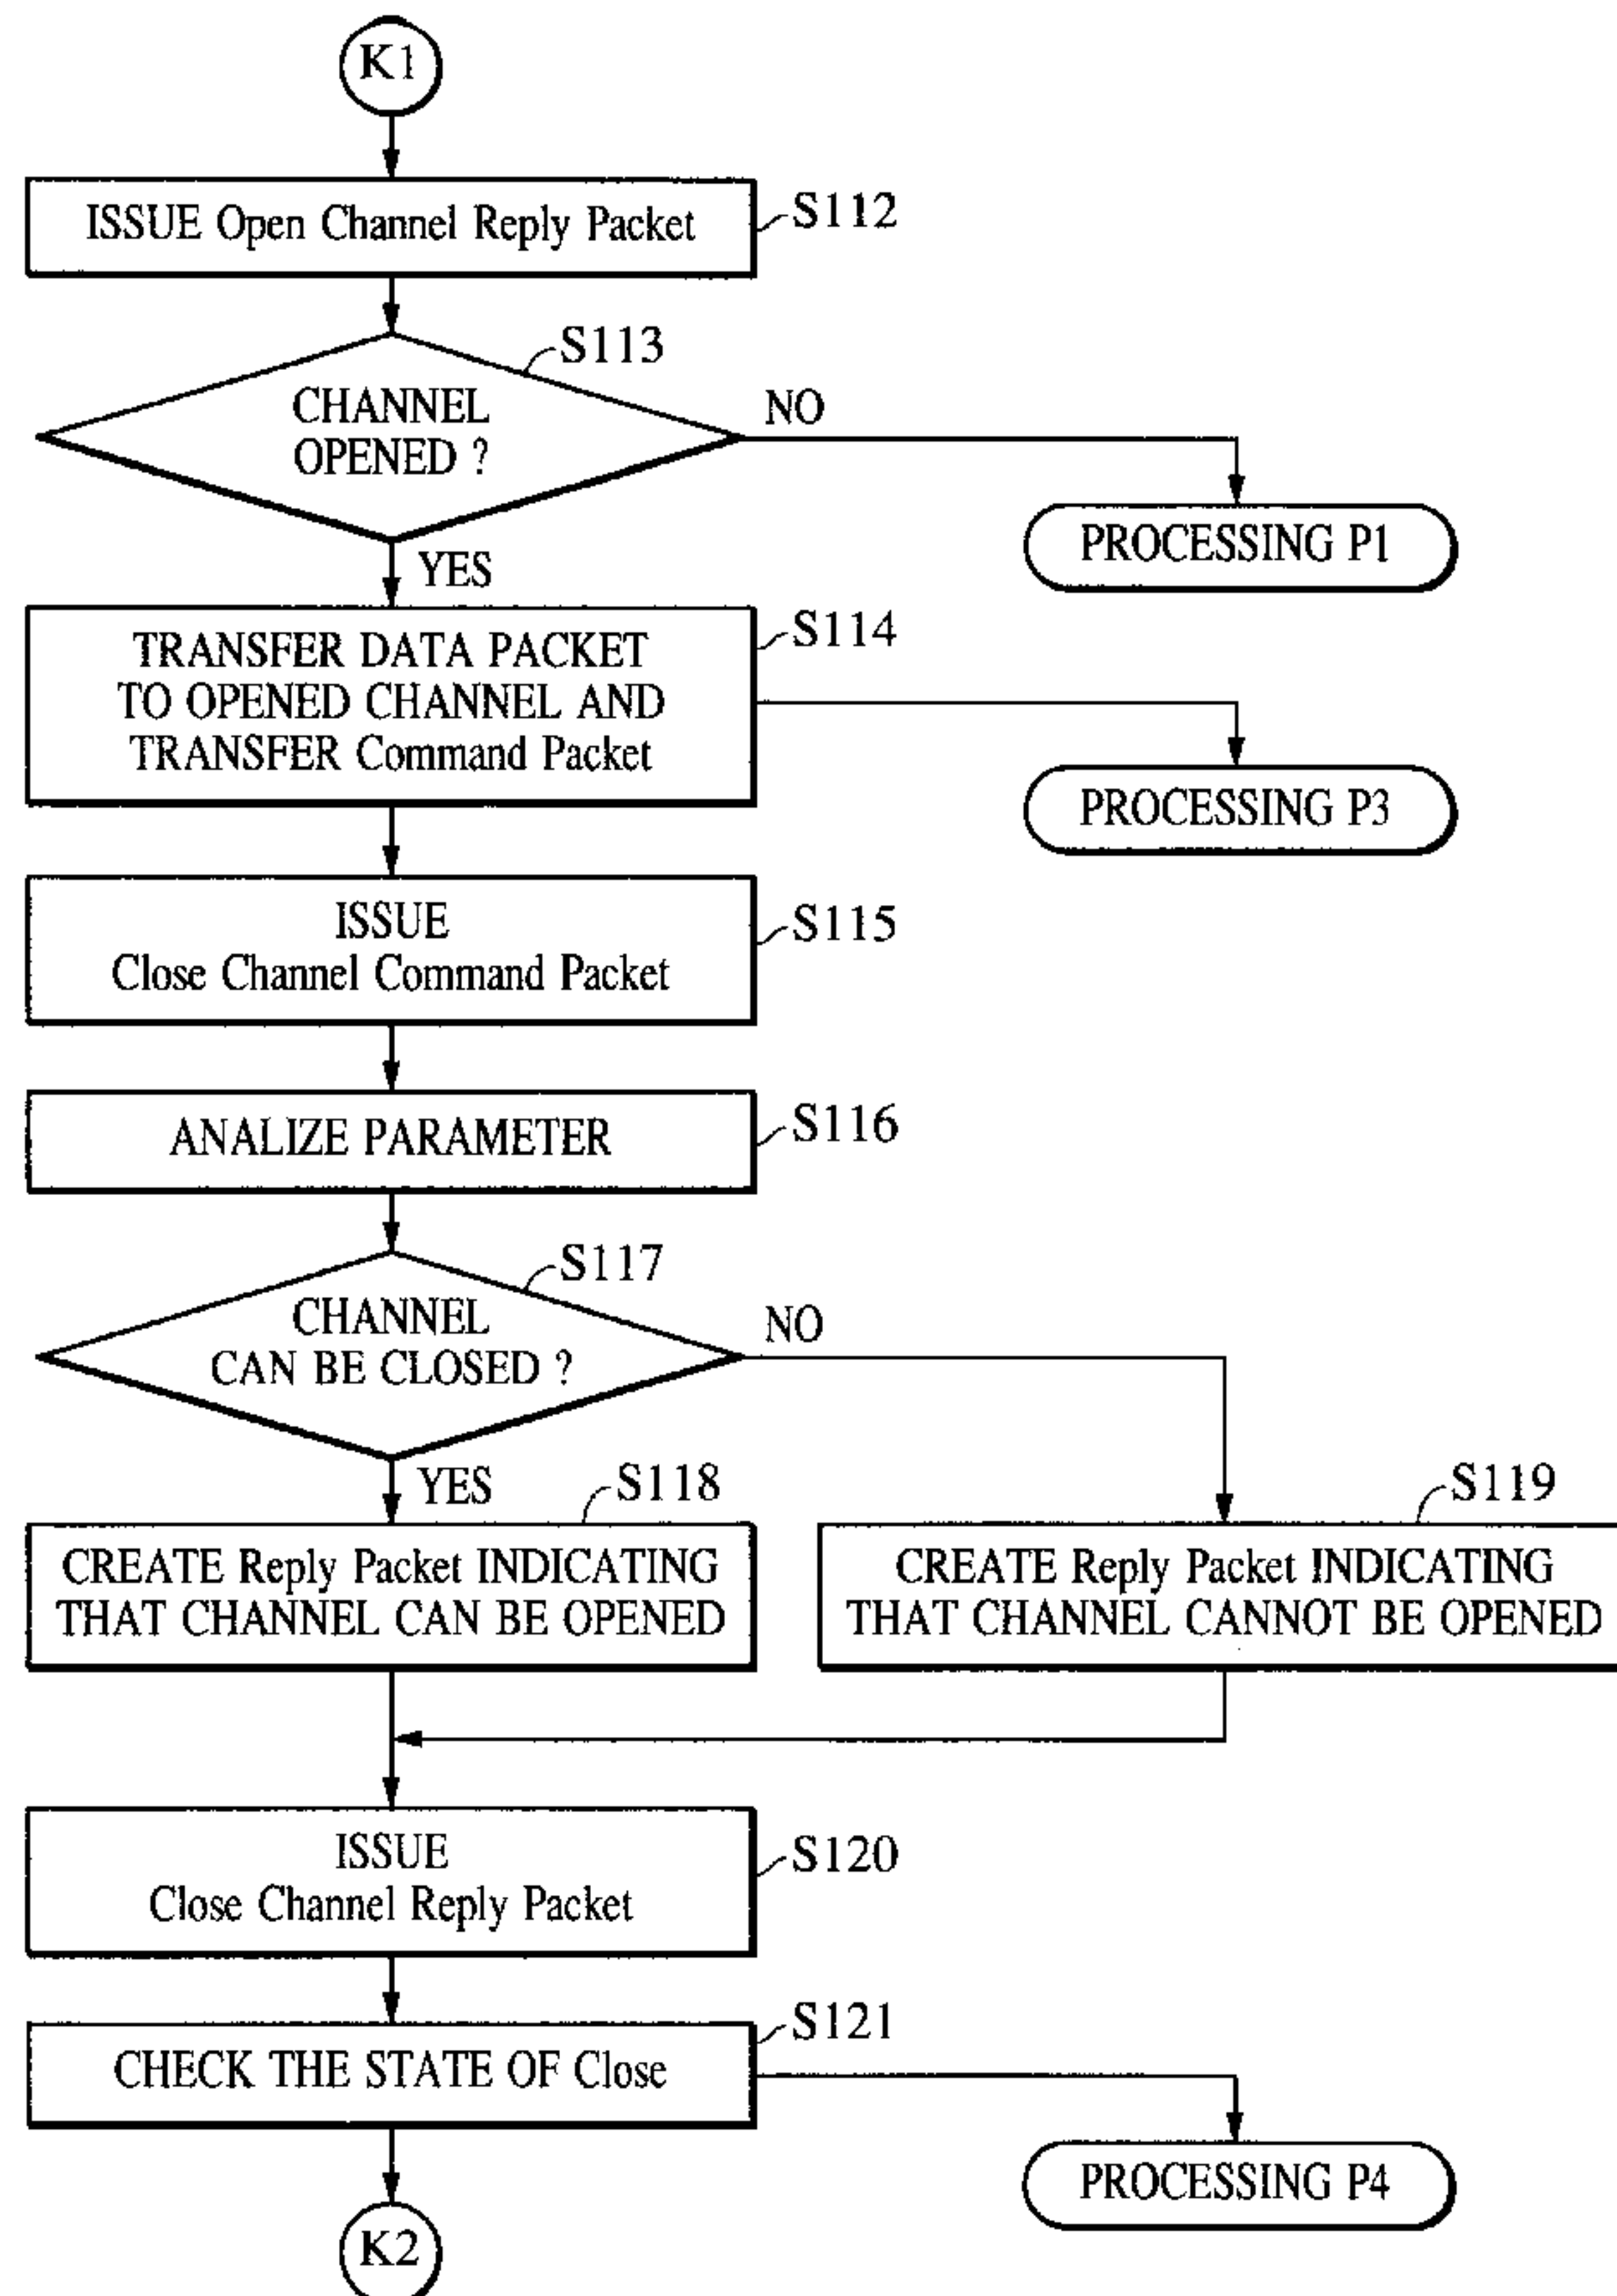 K1
ISSUE Open Channel Reply Packet
S112
S113
CHANNEL
OPENED ?
NO
PROCESSING P1
YES
TRANSFER DATA PACKET
TO OPENED CHANNEL AND
TRANSFER Command Packet
S114
PROCESSING P3
ISSUE
Close Channel Command Packet
S115
ANALIZE PARAMETER
S116
S117
CHANNEL
CAN BE CLOSED ?
NO
YES
S118
CREATE Reply Packet INDICATING
THAT CHANNEL CAN BE OPENED
S119
CREATE Reply Packet INDICATING
THAT CHANNEL CANNOT BE OPENED
ISSUE
Close Channel Reply Packet
S120
CHECK THE STATE OF Close
S121
PROCESSING P4
K2